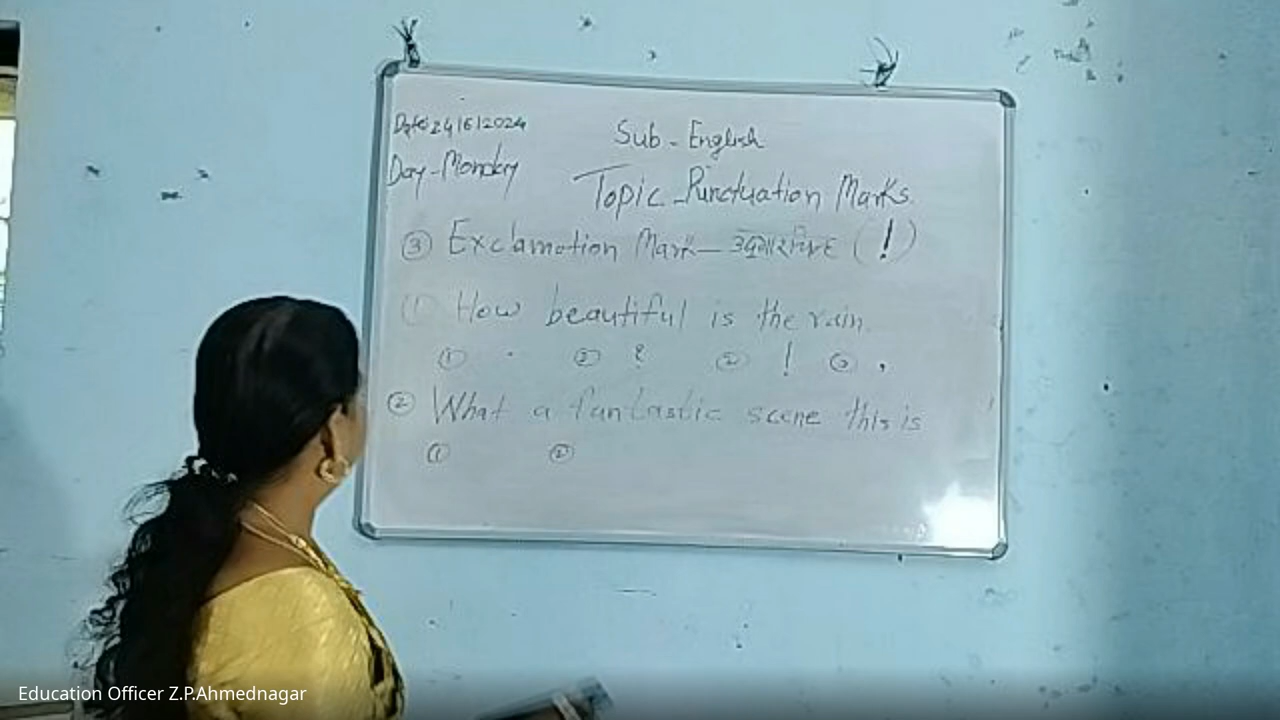 Date: 24/6/2024
Sub - English
Day - Monday
Topic - Punctuation Marks.
③ Exclamation Mark — उद्गारचिन्ह ( ! )
① How beautiful is the rain.
① . ② ? ② ! ③ ,
② What a fantastic scene this is
① ②
Education Officer Z.P.Ahmednagar